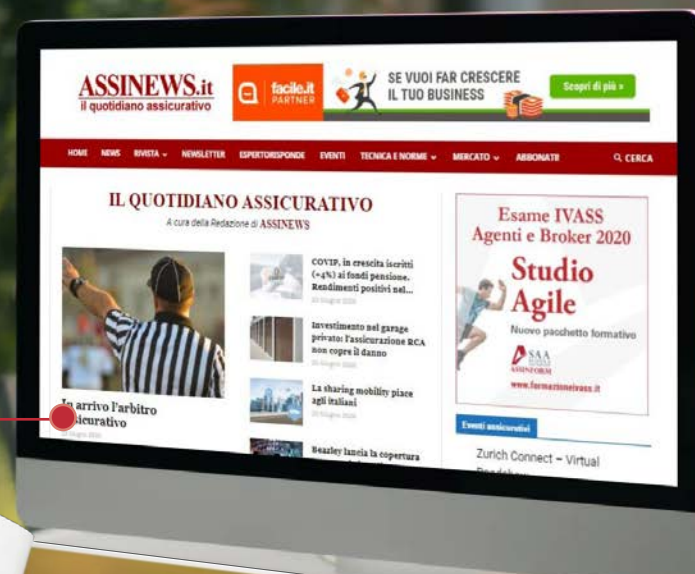 ASSINEWS.it
il quotidiano assicurativo
facile.it
PARTNER
SE VUOI FAR CRESCERE
IL TUO BUSINESS
Scopri di più »
HOME NEWS RIVISTA NEWSLETTER ESPERTORISPONDE EVENTI TECNICA E NORME MERCATO ABBONATI CERCA
IL QUOTIDIANO ASSICURATIVO
A cura della Redazione di ASSINEWS
In arrivo l'arbitro
COVIP, in crescita iscritti
(+4%) ai fondi pensione.
Rendimenti positivi nel...
Investimento nel garage
privato: l'assicurazione RCA
non copre il danno
La sharing mobility piace
agli italiani
Beazley lancia la copertura
Esame IVASS
Agenti e Broker 2020
Studio
Agile
Nuovo pacchetto formativo
SAA
ASSINFORM
www.formazioneivass.it
Eventi assicurativi
Zurich Connect – Virtual